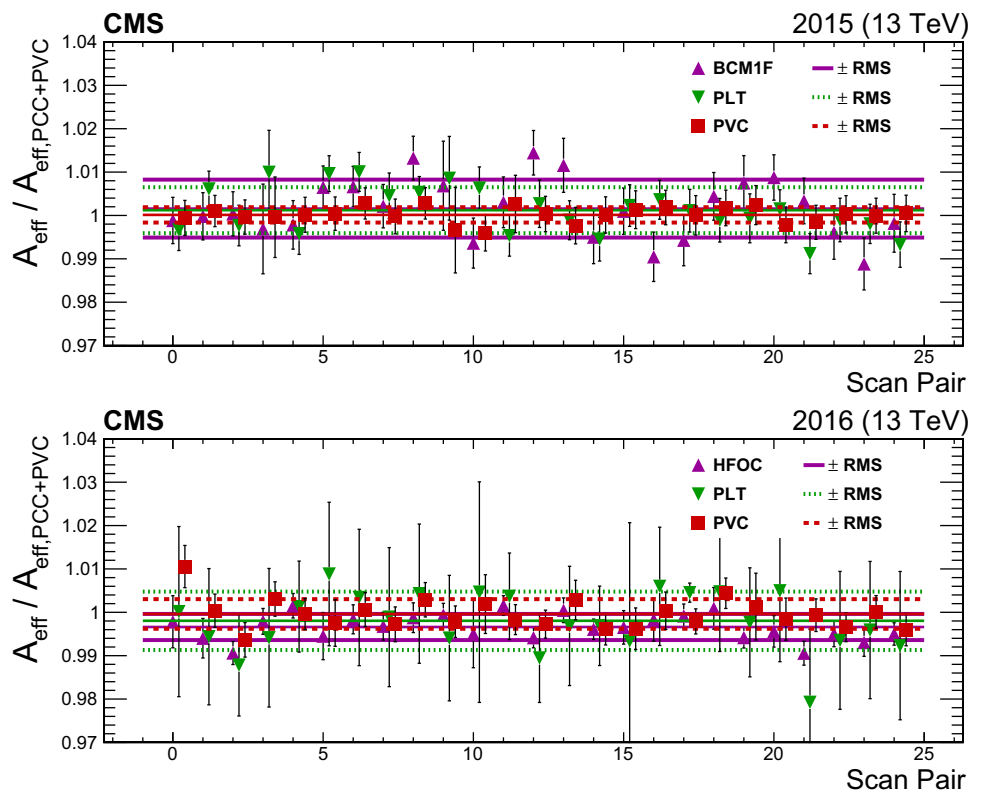 CMS 2015 (13 TeV)
A_eff / A_eff,PCC+PVC
1.04
1.03
1.02
1.01
1
0.99
0.98
0.97
BCM1F ± RMS
PLT ± RMS
PVC ± RMS
0 5 10 15 20 25
Scan Pair
CMS 2016 (13 TeV)
A_eff / A_eff,PCC+PVC
1.04
1.03
1.02
1.01
1
0.99
0.98
0.97
HFOC ± RMS
PLT ± RMS
PVC ± RMS
0 5 10 15 20 25
Scan Pair